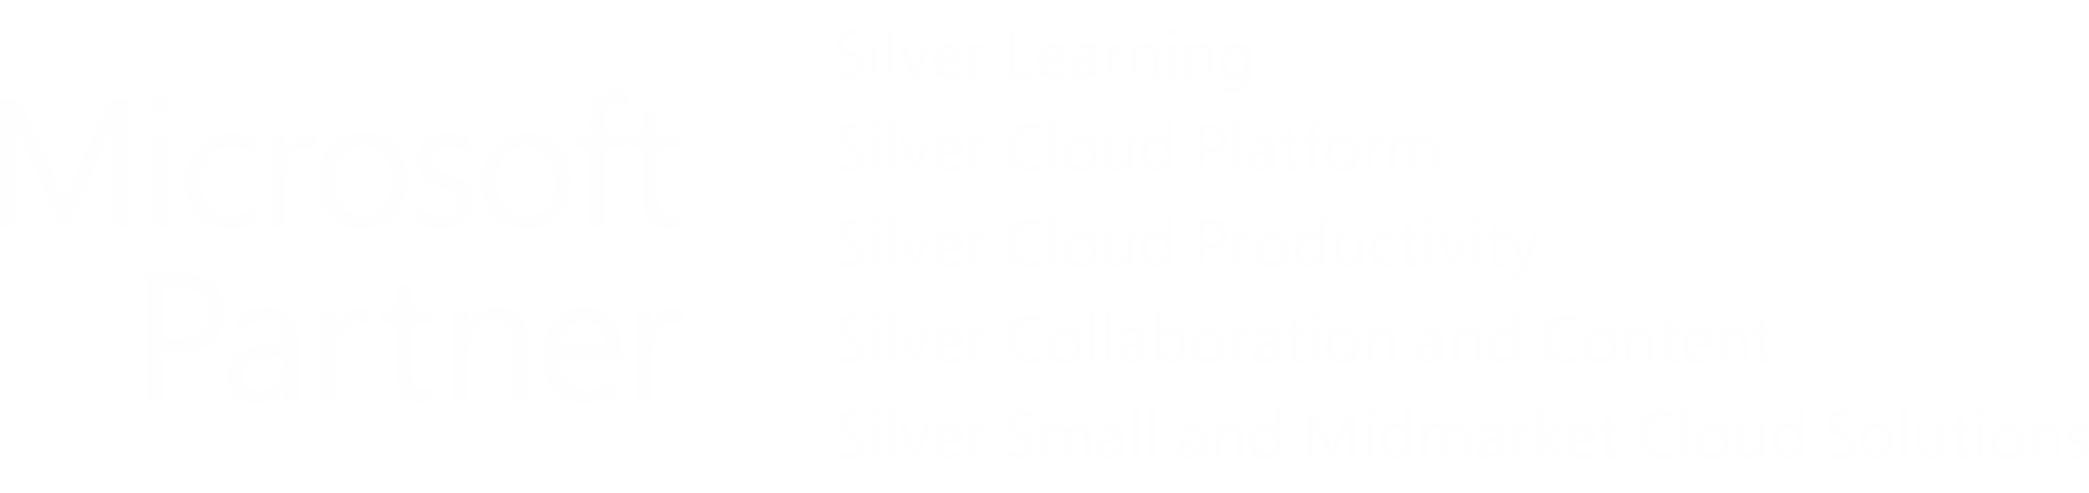 Microsoft
Partner
Silver Learning
Silver Cloud Platform
Silver Cloud Productivity
Silver Collaboration and Content
Silver Small and Midmarket Cloud Solutions